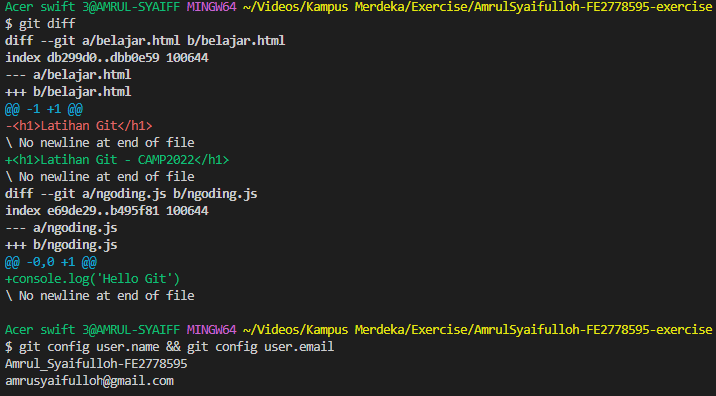 Acer swift 3@AMRUL-SYAIFF MINGW64 ~/Videos/Kampus Merdeka/Exercise/AmrulSyaifulloh-FE2778595-exercise
$ git diff
diff --git a/belajar.html b/belajar.html
index db299d0..dbb0e59 100644
--- a/belajar.html
+++ b/belajar.html
@@ -1 +1 @@
-<h1>Latihan Git</h1>
\ No newline at end of file
+<h1>Latihan Git - CAMP2022</h1>
\ No newline at end of file
diff --git a/ngoding.js b/ngoding.js
index e69de29..b495f81 100644
--- a/ngoding.js
+++ b/ngoding.js
@@ -0,0 +1 @@
+console.log('Hello Git')
\ No newline at end of file
Acer swift 3@AMRUL-SYAIFF MINGW64 ~/Videos/Kampus Merdeka/Exercise/AmrulSyaifulloh-FE2778595-exercise
$ git config user.name && git config user.email
Amrul_Syaifulloh-FE2778595
amrusyaifulloh@gmail.com